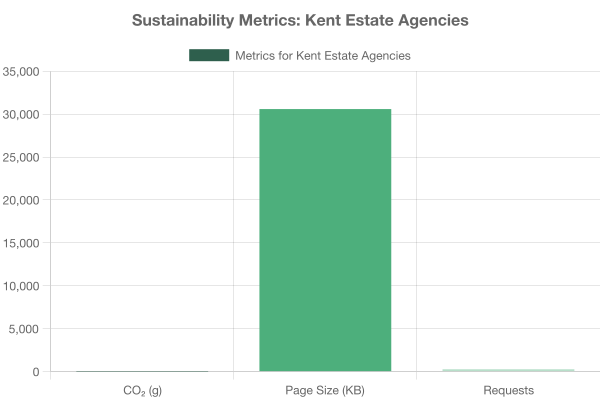 Sustainability Metrics: Kent Estate Agencies
Metrics for Kent Estate Agencies
35,000
30,000
25,000
20,000
15,000
10,000
5,000
0
CO₂ (g)
Page Size (KB)
Requests